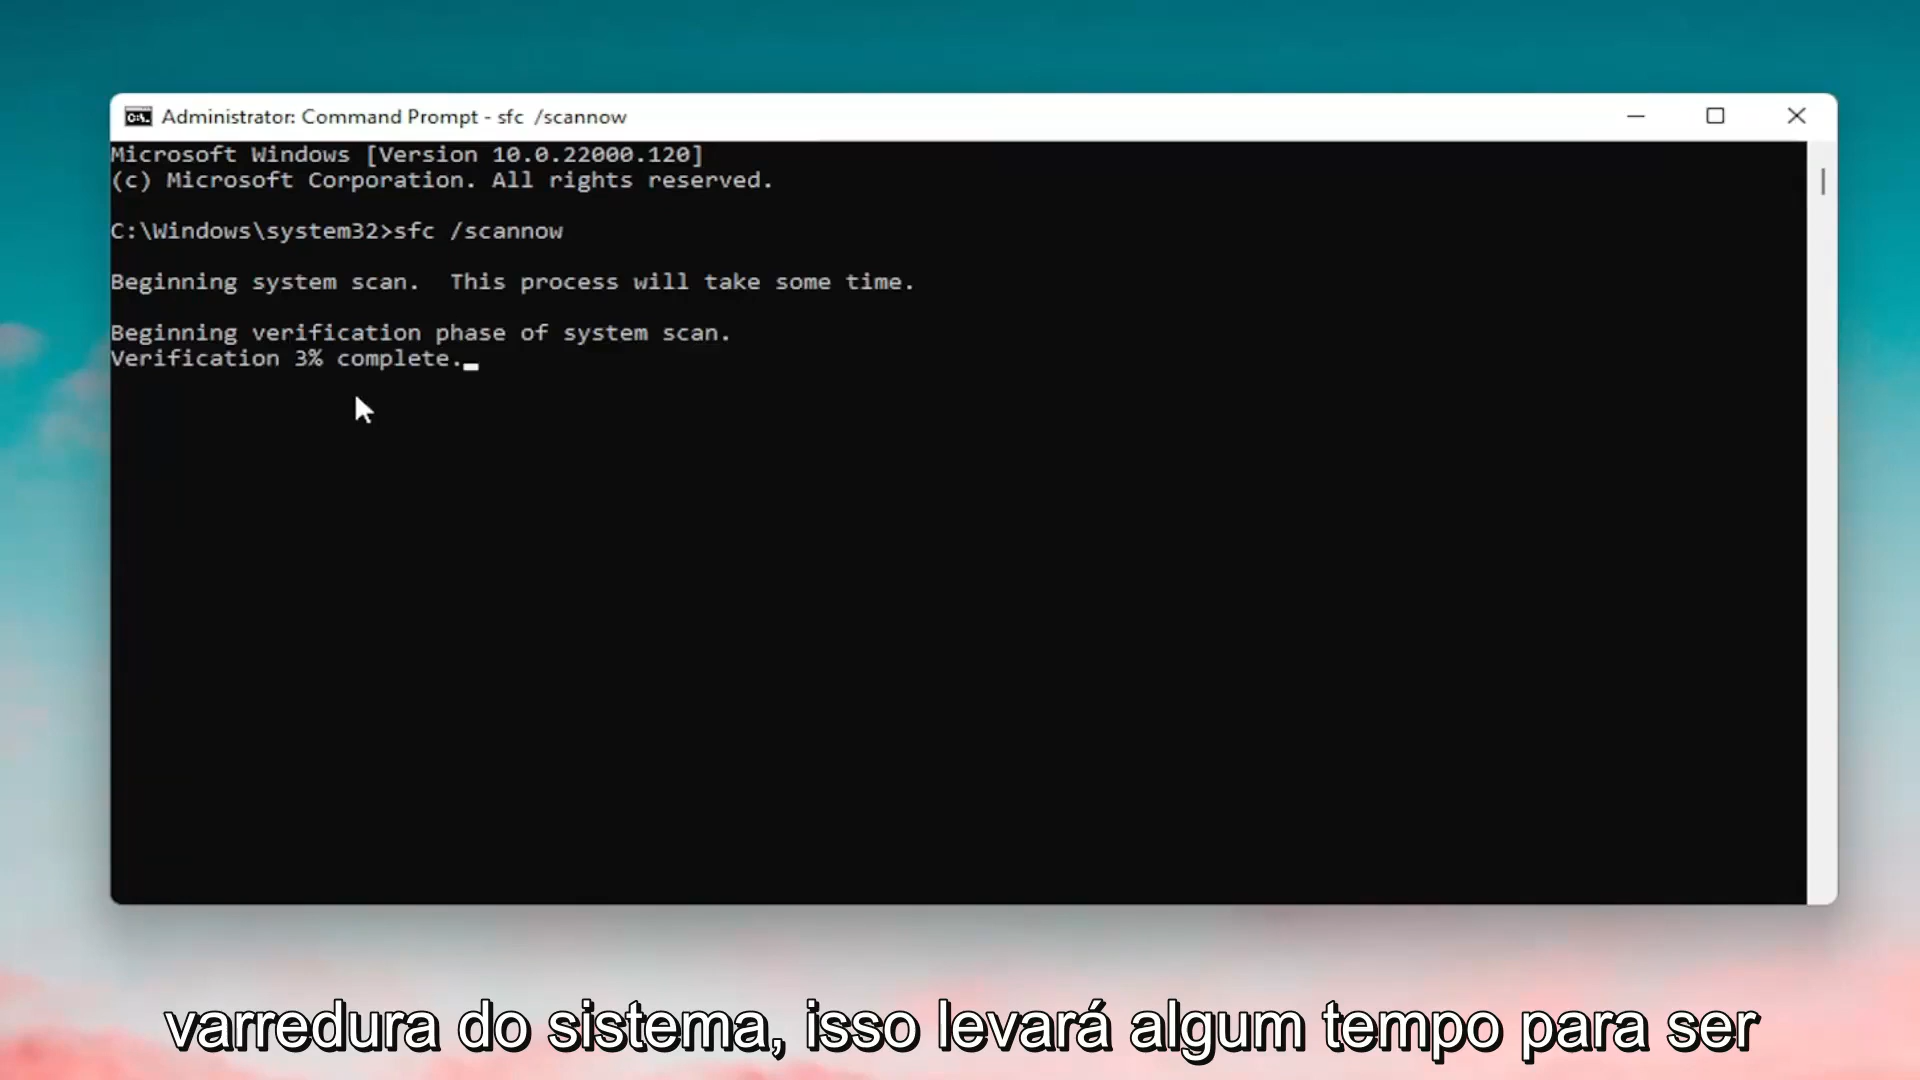 Administrator: Command Prompt - sfc  /scannow
Microsoft Windows [Version 10.0.22000.120]
(c) Microsoft Corporation. All rights reserved.
C:\Windows\system32>sfc /scannow
Beginning system scan.  This process will take some time.
Beginning verification phase of system scan.
Verification 3% complete.
varredura do sistema, isso levará algum tempo para ser